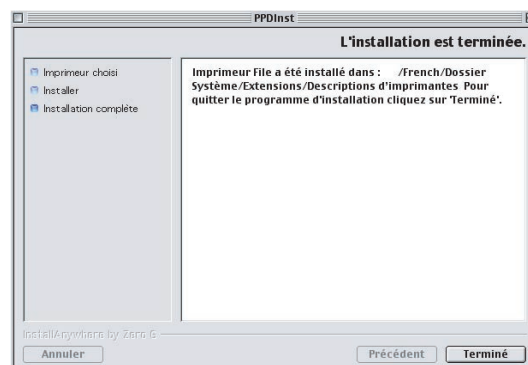 PPDInst
L'installation est terminée.
Imprimeur choisi
Installer
Installation complète
Imprimeur File a été installé dans : /French/Dossier
Système/Extensions/Descriptions d'imprimantes Pour
quitter le programme d'installation cliquez sur 'Terminé'.
InstallAnywhere by Zero G
Annuler
Précédent
Terminé